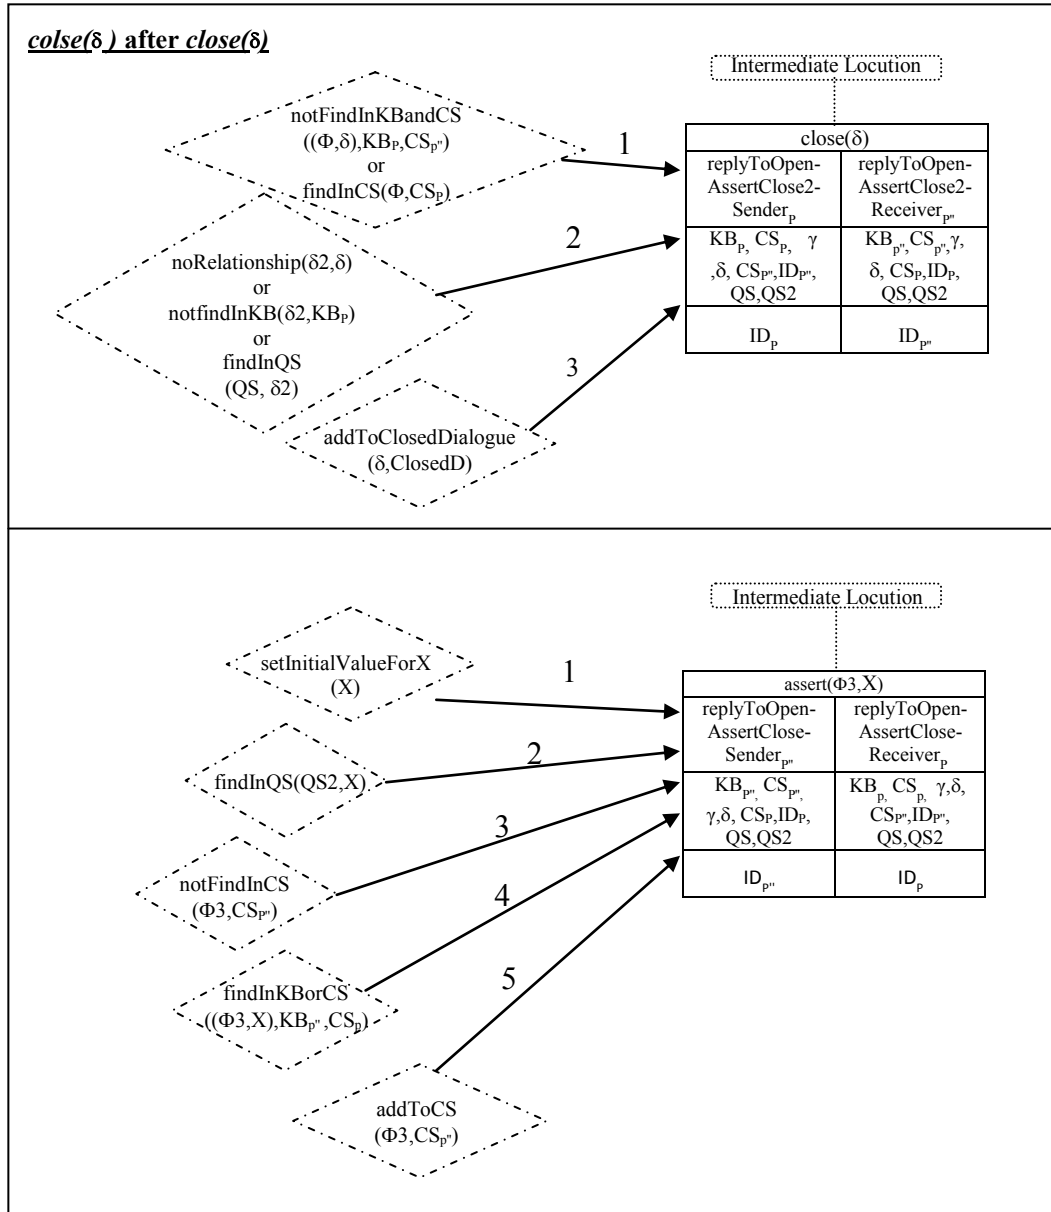 colse(δ ) after close(δ)
Intermediate Locution
notFindInKBandCS
((Φ,δ),KBP,CSp")
or
findInCS(Φ,CSP)
1
close(δ)
replyToOpen-
AssertClose2-
SenderP
replyToOpen-
AssertClose2-
ReceiverP"
KBP, CSP, γ
,δ, CSP",IDP",
QS,QS2
KBp",CSp",γ,
δ, CSP,IDP,
QS,QS2
IDP
IDP"
2
noRelationship(δ2,δ)
or
notfindInKB(δ2,KBP)
or
findInQS
(QS, δ2)
3
addToClosedDialogue
(δ,ClosedD)
Intermediate Locution
setInitialValueForX
(X)
1
assert(Φ3,X)
replyToOpen-
AssertClose-
SenderP"
replyToOpen-
AssertClose-
ReceiverP
KBP", CSP",
γ,δ, CSP,IDP,
QS,QS2
KBp, CSp, γ,δ,
CSP",IDP",
QS,QS2
IDP"
IDP
2
findInQS(QS2,X)
3
notFindInCS
(Φ3,CSP")
4
findInKBorCS
((Φ3,X),KBp",CSp)
5
addToCS
(Φ3,CSp")